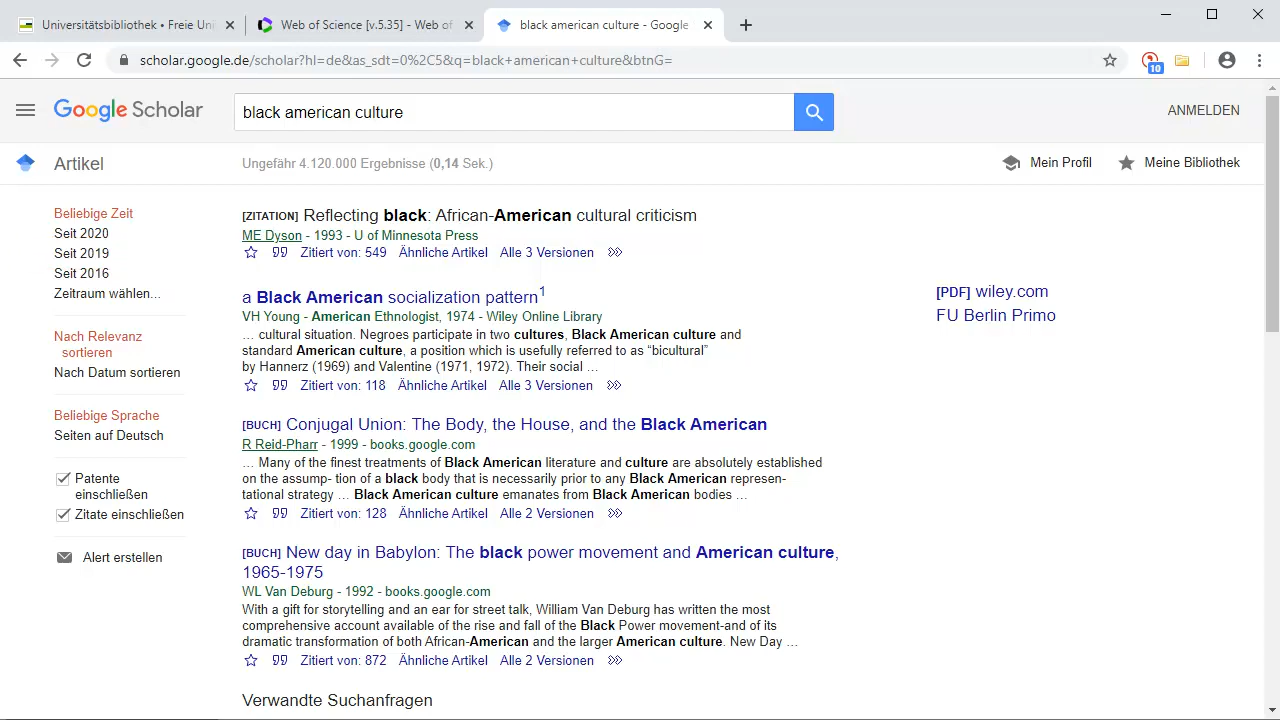 Universitätsbibliothek • Freie Uni
Web of Science [v.5.35] - Web of
black american culture - Google
scholar.google.de/scholar?hl=de&as_sdt=0%2C5&q=black+american+culture&btnG=
10
Google Scholar
black american culture
ANMELDEN
Artikel
Ungefähr 4.120.000 Ergebnisse (0,14 Sek.)
Mein Profil
Meine Bibliothek
Beliebige Zeit
Seit 2020
Seit 2019
Seit 2016
Zeitraum wählen...
Nach Relevanz
sortieren
Nach Datum sortieren
Beliebige Sprache
Seiten auf Deutsch
Patente
einschließen
Zitate einschließen
Alert erstellen
[ZITATION] Reflecting black: African-American cultural criticism
ME Dyson - 1993 - U of Minnesota Press
Zitiert von: 549 Ähnliche Artikel Alle 3 Versionen
a Black American socialization pattern1
VH Young - American Ethnologist, 1974 - Wiley Online Library
... cultural situation. Negroes participate in two cultures, Black American culture and
standard American culture, a position which is usefully referred to as “bicultural”
by Hannerz (1969) and Valentine (1971, 1972). Their social ...
Zitiert von: 118 Ähnliche Artikel Alle 3 Versionen
[PDF] wiley.com
FU Berlin Primo
[BUCH] Conjugal Union: The Body, the House, and the Black American
R Reid-Pharr - 1999 - books.google.com
... Many of the finest treatments of Black American literature and culture are absolutely established
on the assump- tion of a black body that is necessarily prior to any Black American represen-
tational strategy ... Black American culture emanates from Black American bodies ...
Zitiert von: 128 Ähnliche Artikel Alle 2 Versionen
[BUCH] New day in Babylon: The black power movement and American culture,
1965-1975
WL Van Deburg - 1992 - books.google.com
With a gift for storytelling and an ear for street talk, William Van Deburg has written the most
comprehensive account available of the rise and fall of the Black Power movement-and of its
dramatic transformation of both African-American and the larger American culture. New Day ...
Zitiert von: 872 Ähnliche Artikel Alle 2 Versionen
Verwandte Suchanfragen